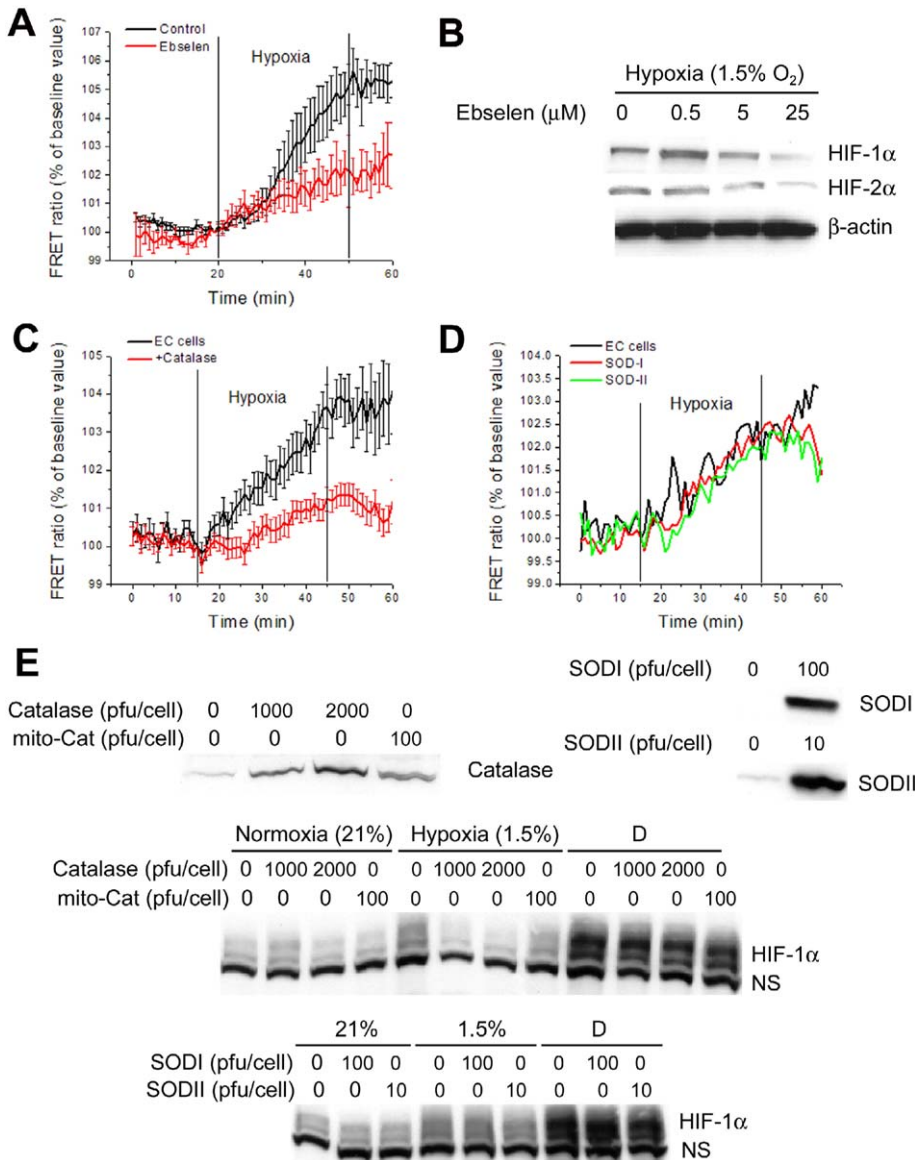 A
Control
Ebselen
Hypoxia
FRET ratio (% of baseline value)
107
106
105
104
103
102
101
100
99
0 20 40 60
Time (min)
B
Hypoxia (1.5% O₂)
Ebselen (μM) 0 0.5 5 25
HIF-1α
HIF-2α
β-actin
C
EC cells
+Catalase
Hypoxia
FRET ratio (% of baseline value)
105
104
103
102
101
100
99
0 10 20 30 40 50 60
Time (min)
D
EC cells
SOD-I
SOD-II
Hypoxia
FRET ratio (% of baseline value)
104.0
103.5
103.0
102.5
102.0
101.5
101.0
100.5
100.0
99.5
99.0
0 10 20 30 40 50 60
Time (min)
E
Catalase (pfu/cell) 0 1000 2000 0
mito-Cat (pfu/cell) 0 0 0 100
Catalase
SODI (pfu/cell) 0 100
SODI
SODII (pfu/cell) 0 10
SODII
Normoxia (21%) Hypoxia (1.5%) D
Catalase (pfu/cell) 0 1000 2000 0 0 1000 2000 0 0 1000 2000 0
mito-Cat (pfu/cell) 0 0 0 100 0 0 0 100 0 0 0 100
HIF-1α
NS
21% 1.5% D
SODI (pfu/cell) 0 100 0 0 100 0 0 100 0
SODII (pfu/cell) 0 0 10 0 0 10 0 0 10
HIF-1α
NS